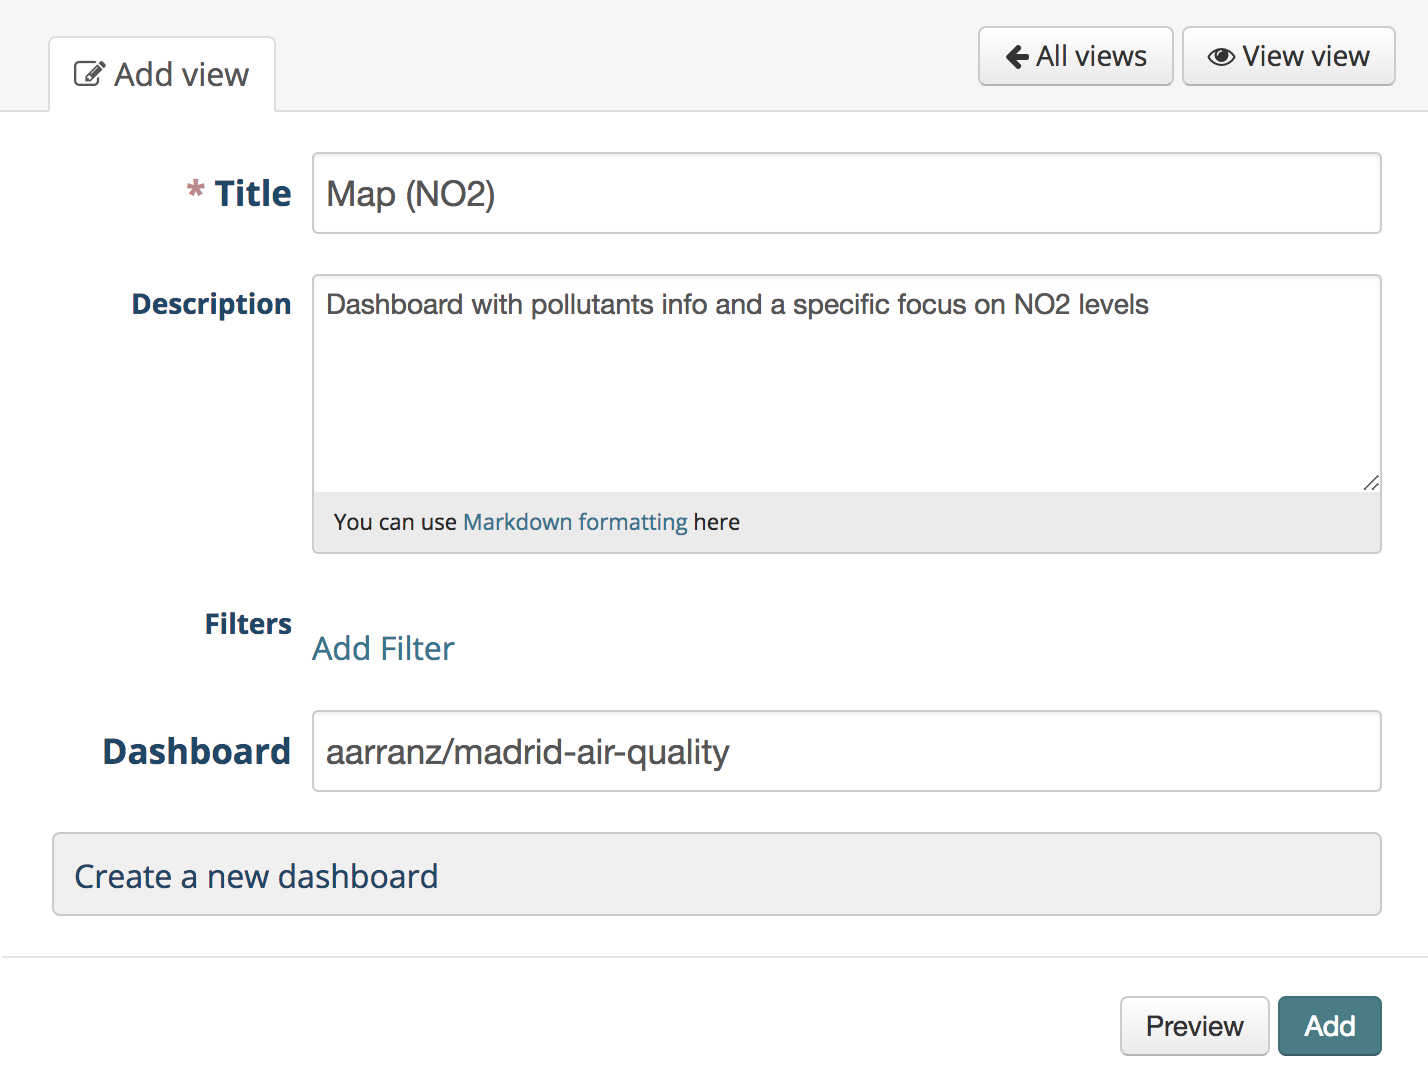 Add view
All views
View view
* Title
Map (NO2)
Description
Dashboard with pollutants info and a specific focus on NO2 levels
You can use Markdown formatting here
Filters
Add Filter
Dashboard
aarranz/madrid-air-quality
Create a new dashboard
Preview
Add